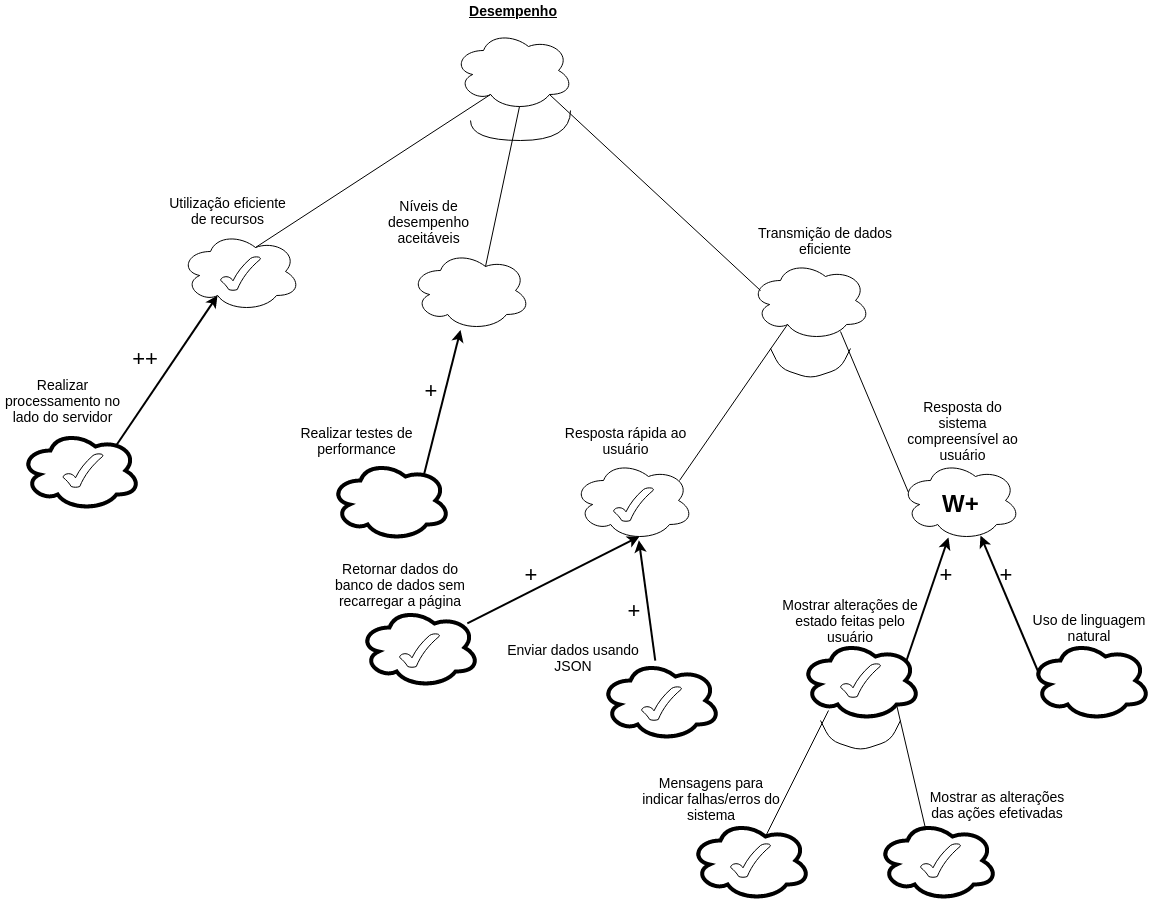 Desempenho
Utilização eficiente
de recursos
Níveis de
desempenho
aceitáveis
Transmição de dados
eficiente
++
Realizar
processamento no
lado do servidor
+
Realizar testes de
performance
Resposta rápida ao
usuário
Resposta do
sistema
compreensível ao
usuário
W+
Retornar dados do
banco de dados sem
recarregar a página
+
+
Enviar dados usando
JSON
+
+
Mostrar alterações de
estado feitas pelo
usuário
Uso de linguagem
natural
Mensagens para
indicar falhas/erros do
sistema
Mostrar as alterações
das ações efetivadas